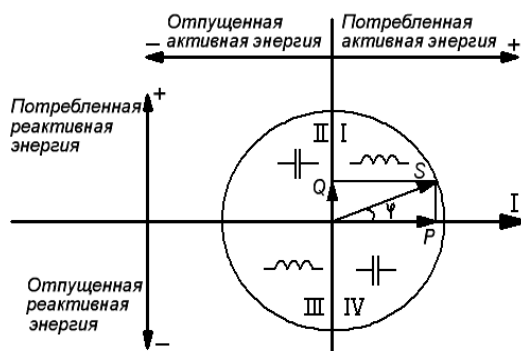 Отпущенная Потребленная
− активная энергия активная энергия +
Потребленная
реактивная
энергия
+
II I
Q S
φ I
P
Отпущенная
реактивная
энергия
III IV
−